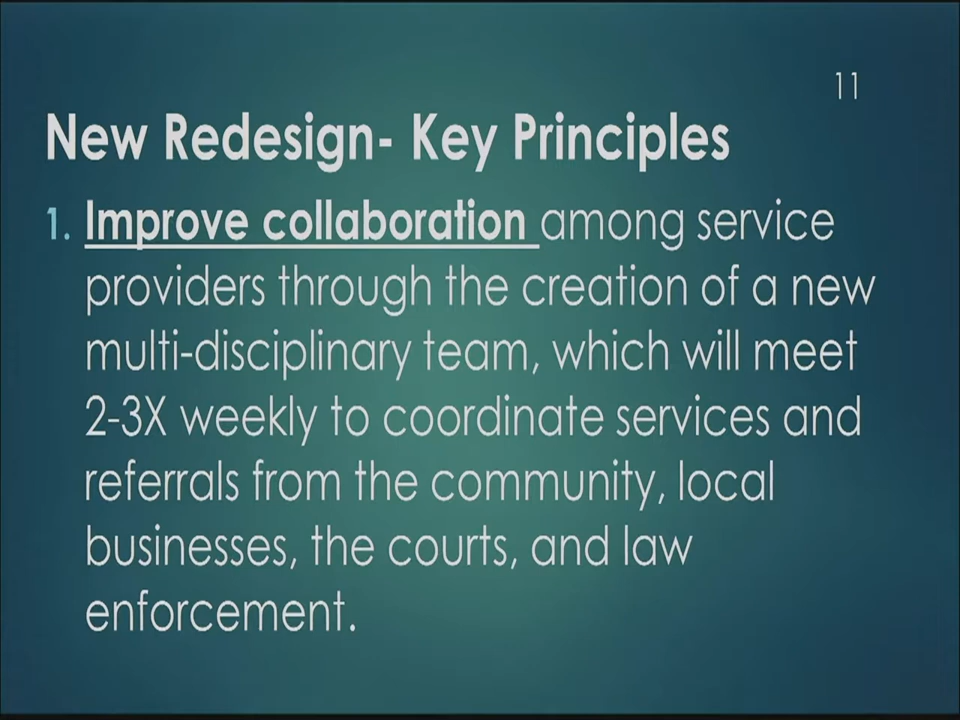 11
New Redesign- Key Principles
1. Improve collaboration among service
providers through the creation of a new
multi-disciplinary team, which will meet
2-3X weekly to coordinate services and
referrals from the community, local
businesses, the courts, and law
enforcement.